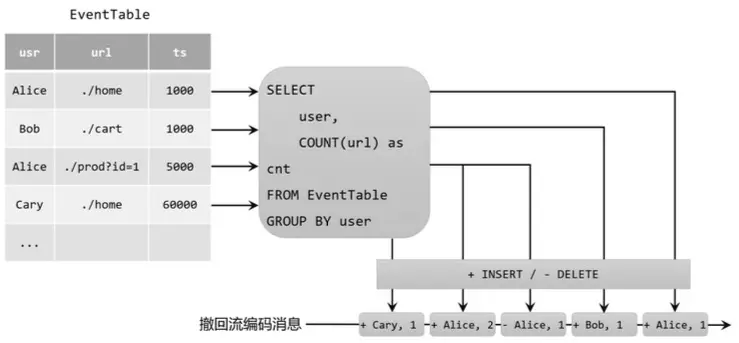 EventTable
usr url ts
Alice ./home 1000
Bob ./cart 1000
Alice ./prod?id=1 5000
Cary ./home 60000
...
SELECT
user,
COUNT(url) as
cnt
FROM EventTable
GROUP BY user
+ INSERT / - DELETE
撤回流编码消息 + Cary, 1 + Alice, 2 - Alice, 1 + Bob, 1 + Alice, 1